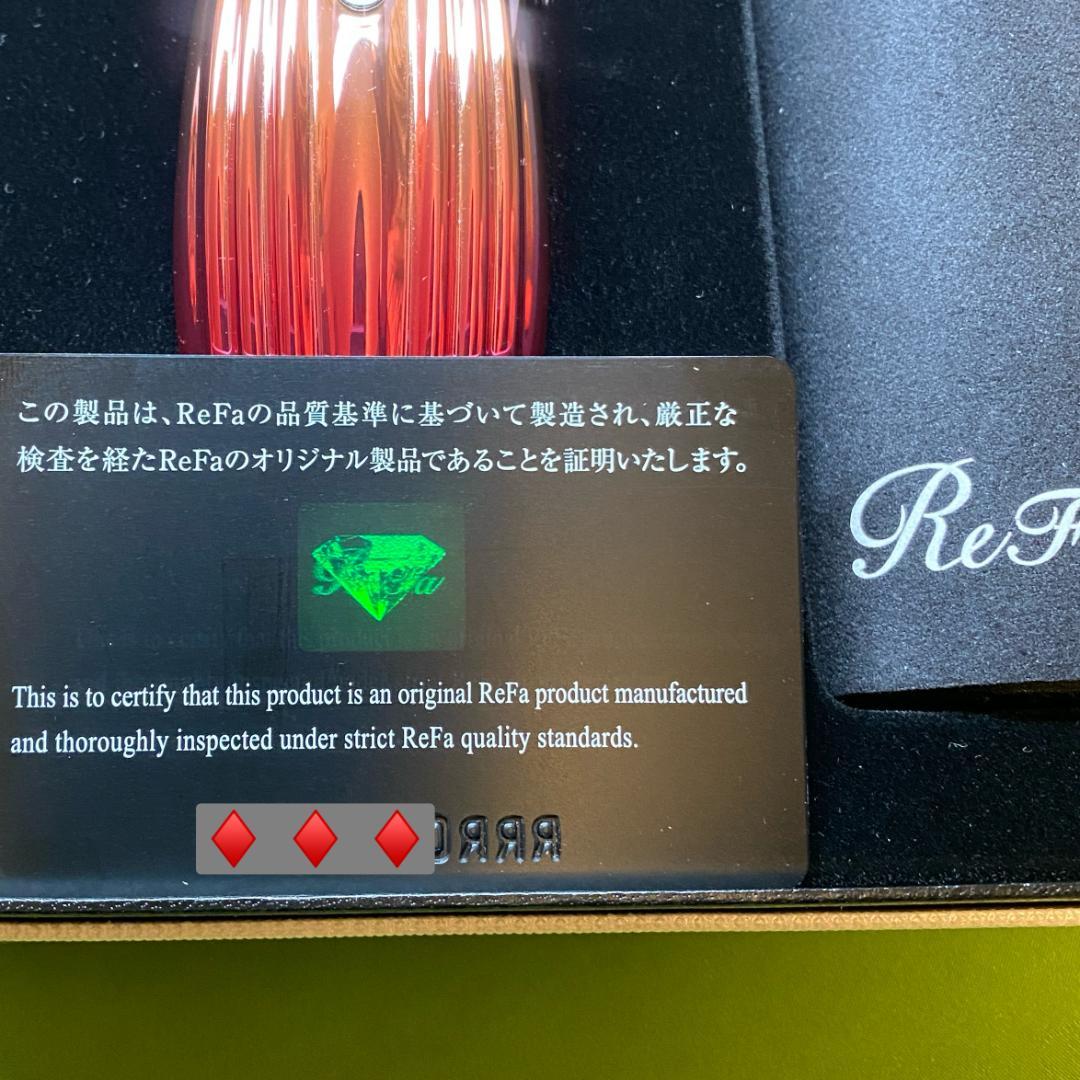 この製品は、ReFaの品質基準に基づいて製造され、厳正な
検査を経たReFaのオリジナル製品であることを証明いたします。
ReFa
This is to certify that this product is an original ReFa product manufactured
and thoroughly inspected under strict ReFa quality standards.